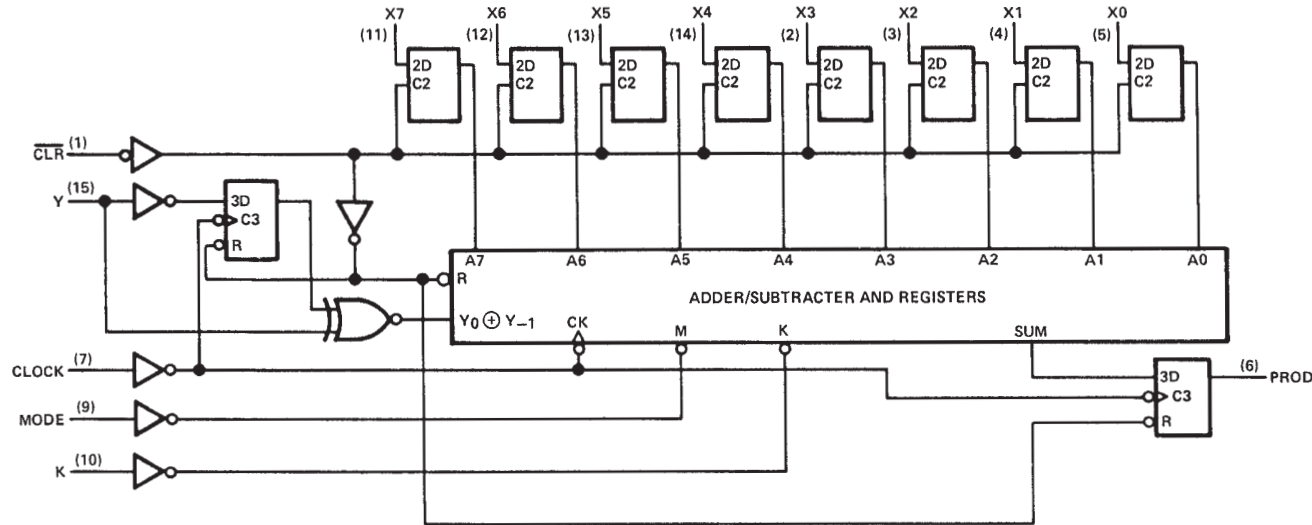 X7 X6 X5 X4 X3 X2 X1 X0
(11) (12) (13) (14) (2) (3) (4) (5)
2D 2D 2D 2D 2D 2D 2D 2D
C2 C2 C2 C2 C2 C2 C2 C2
CLR (1)
Y (15)
3D
C3
R
A7 A6 A5 A4 A3 A2 A1 A0
R
ADDER/SUBTRACTER AND REGISTERS
Y0 ⊕ Y−1
CK M K SUM
CLOCK (7)
3D (6) PROD
C3
MODE (9)
R
K (10)